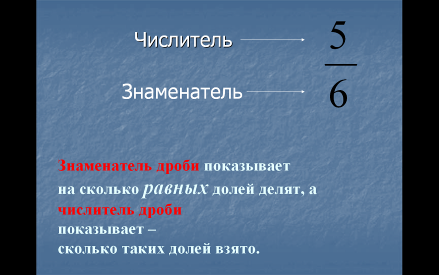 Числитель 5
Знаменатель 6
Знаменатель дроби показывает
на сколько равных долей делят, а
числитель дроби
показывает –
сколько таких долей взято.